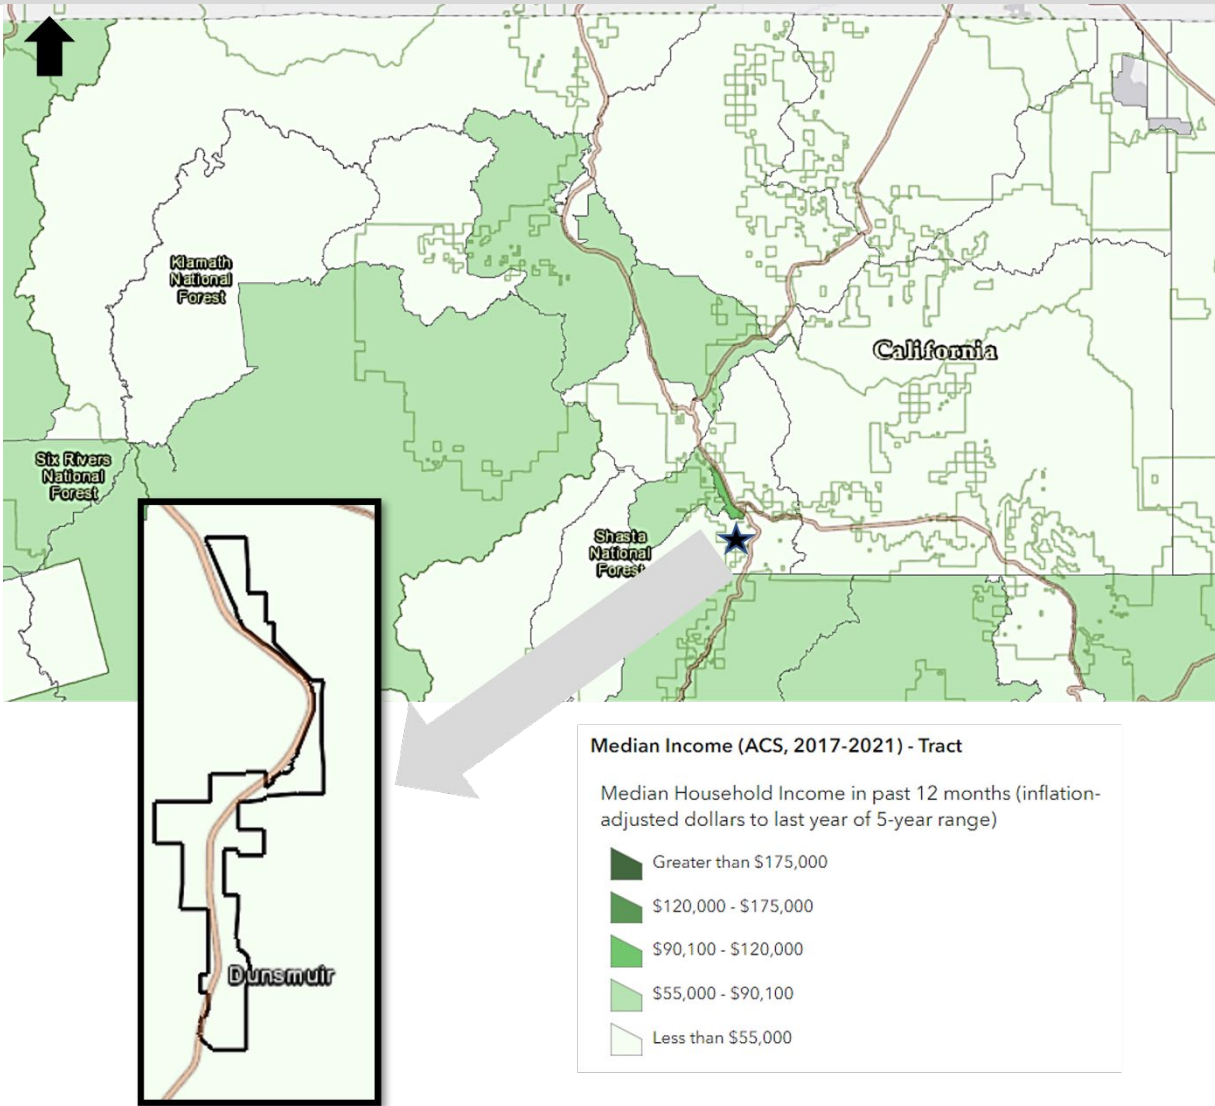 Klamath
National
Forest
California
Six Rivers
National
Forest
Shasta
National
Forest
Dunsmuir
Median Income (ACS, 2017-2021) - Tract
Median Household Income in past 12 months (inflation-
adjusted dollars to last year of 5-year range)
Greater than $175,000
$120,000 - $175,000
$90,100 - $120,000
$55,000 - $90,100
Less than $55,000